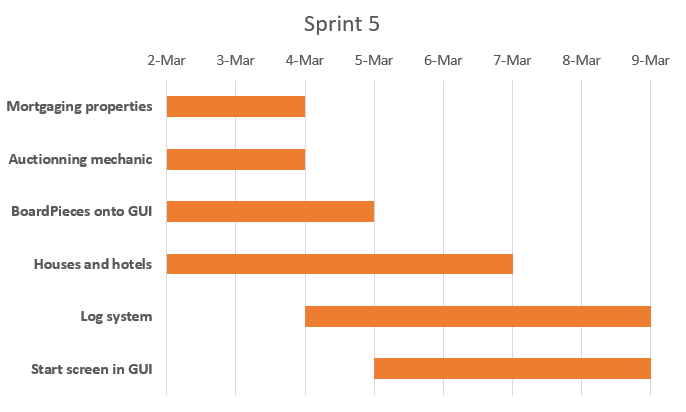 Sprint 5
2-Mar 3-Mar 4-Mar 5-Mar 6-Mar 7-Mar 8-Mar 9-Mar
Mortgaging properties
Auctionning mechanic
BoardPieces onto GUI
Houses and hotels
Log system
Start screen in GUI